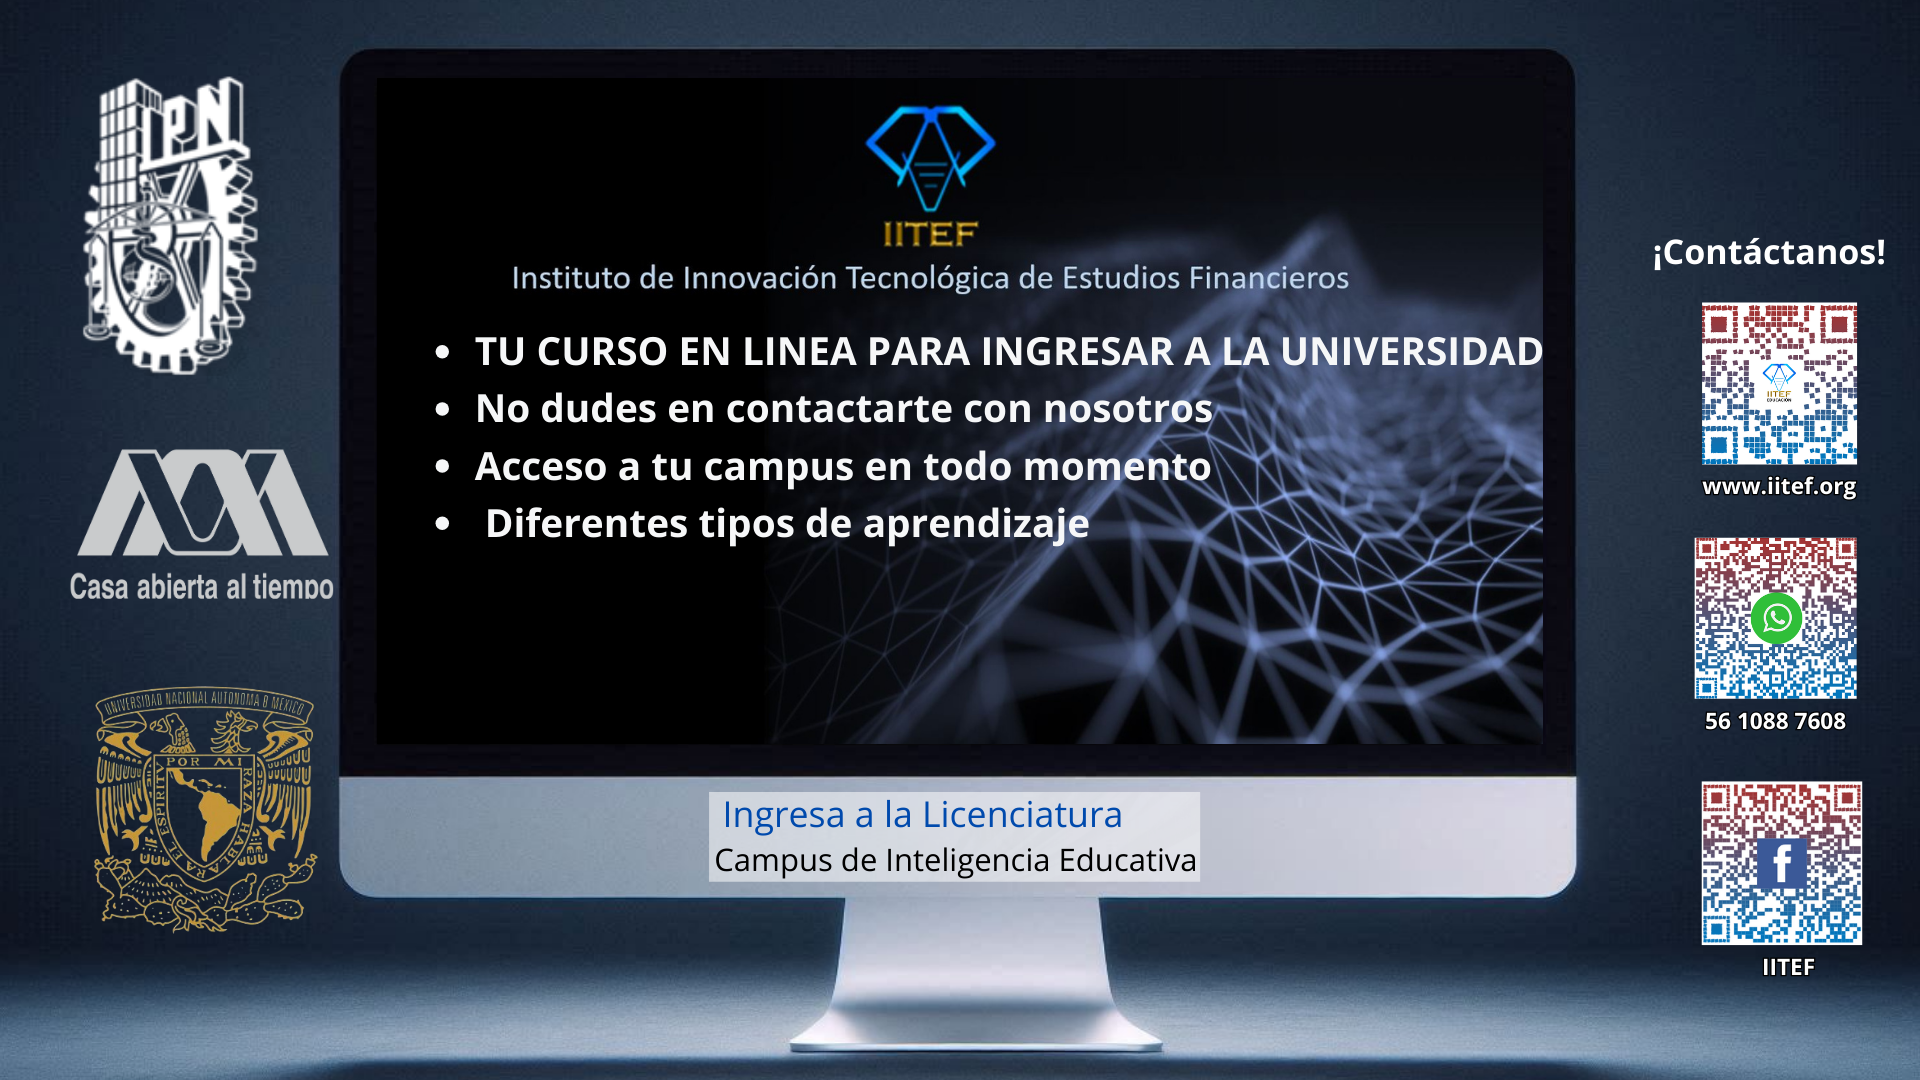 IPN
Casa abierta al tiempo
UNIVERSIDAD NACIONAL AUTONOMA D MEXICO
POR MI RAZA HABLARA EL ESPIRITV
IITEF
Instituto de Innovación Tecnológica de Estudios Financieros
• TU CURSO EN LINEA PARA INGRESAR A LA UNIVERSIDAD
• No dudes en contactarte con nosotros
• Acceso a tu campus en todo momento
• Diferentes tipos de aprendizaje
Ingresa a la Licenciatura
Campus de Inteligencia Educativa
¡Contáctanos!
IITEF
EDUCACIÓN
www.iitef.org
56 1088 7608
f
IITEF